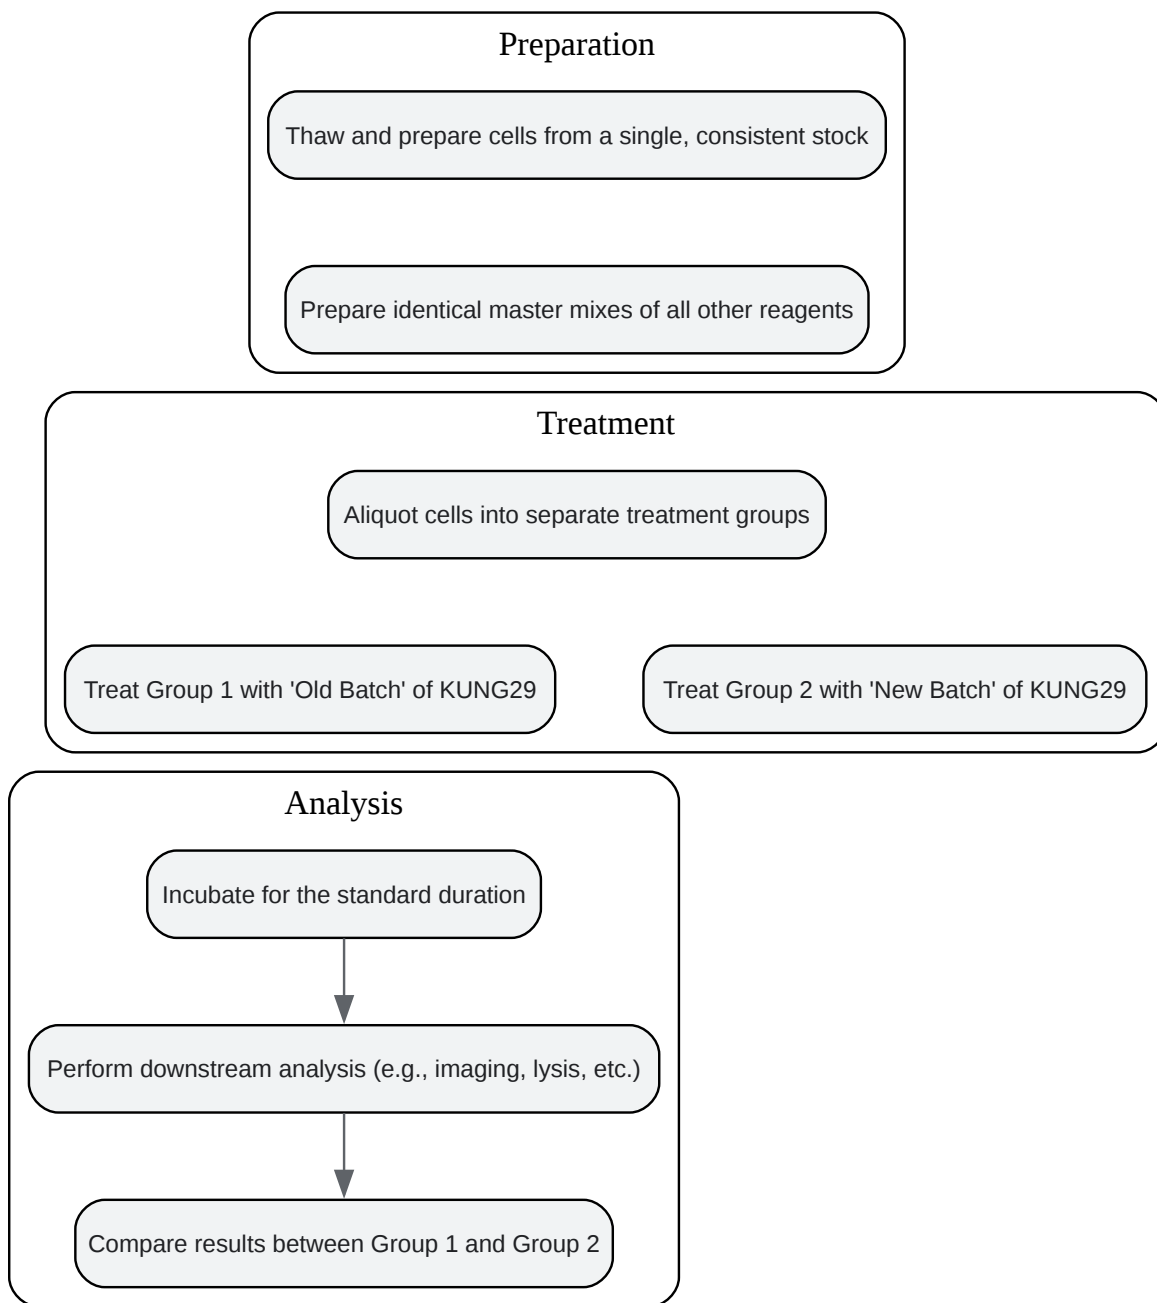 Preparation
Thaw and prepare cells from a single, consistent stock
Prepare identical master mixes of all other reagents
Treatment
Aliquot cells into separate treatment groups
Treat Group 1 with 'Old Batch' of KUNG29
Treat Group 2 with 'New Batch' of KUNG29
Analysis
Incubate for the standard duration
Perform downstream analysis (e.g., imaging, lysis, etc.)
Compare results between Group 1 and Group 2